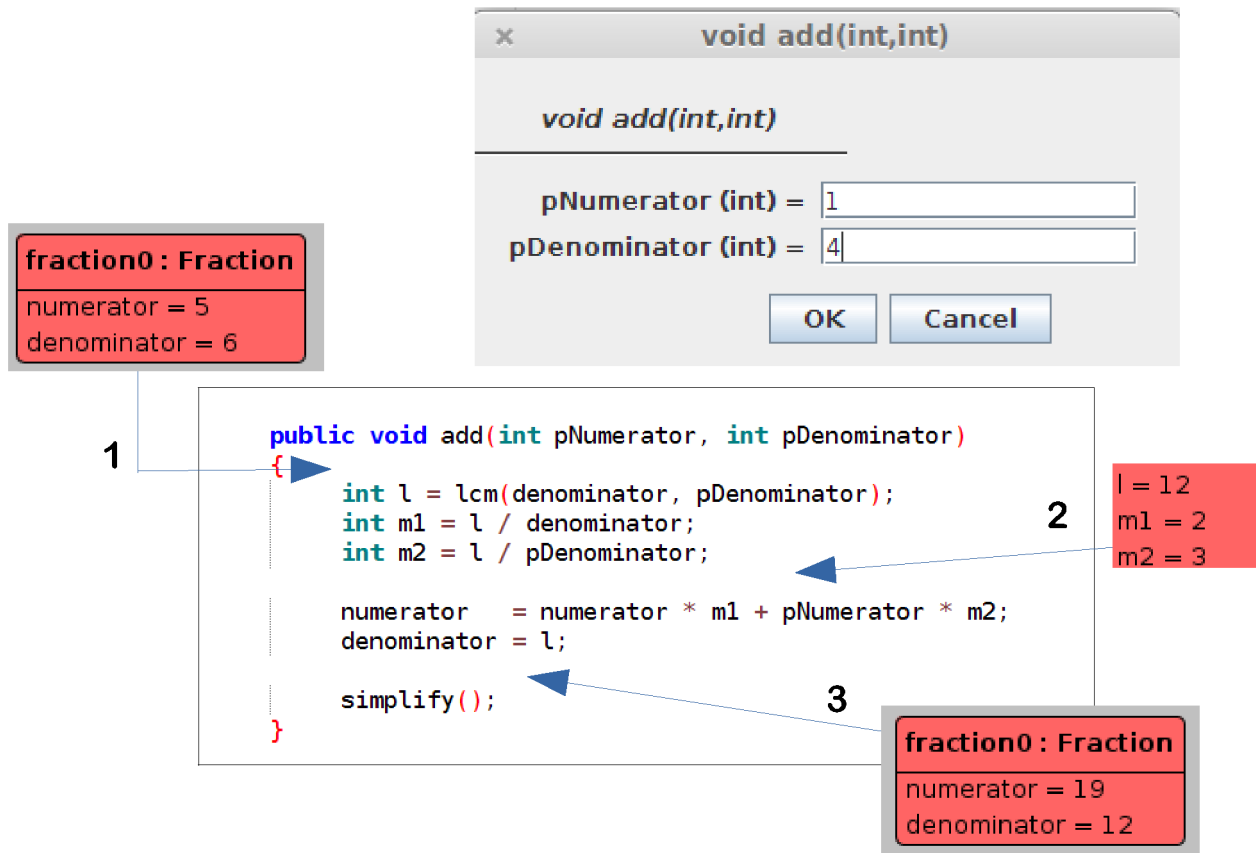 × void add(int,int)
void add(int,int)
pNumerator (int) = 1
pDenominator (int) = 4
OK Cancel
fraction0 : Fraction
numerator = 5
denominator = 6
1
public void add(int pNumerator, int pDenominator)
{
int l = lcm(denominator, pDenominator);
int m1 = l / denominator;
int m2 = l / pDenominator;
numerator = numerator * m1 + pNumerator * m2;
denominator = l;
simplify();
}
2
l = 12
m1 = 2
m2 = 3
3
fraction0 : Fraction
numerator = 19
denominator = 12